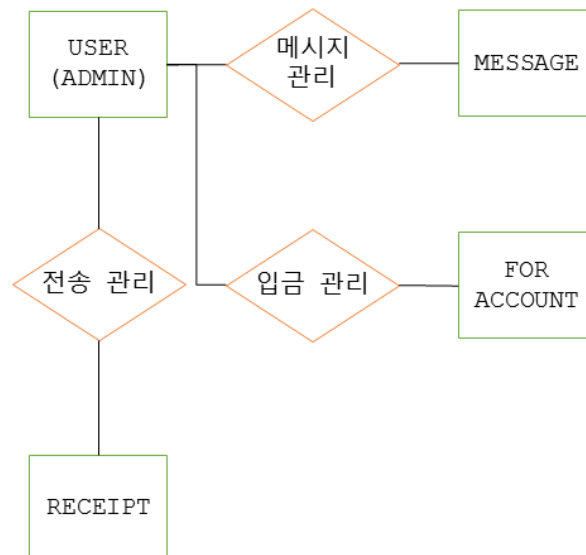 USER
(ADMIN)
메시지
관리
MESSAGE
전송 관리
입금 관리
FOR
ACCOUNT
RECEIPT